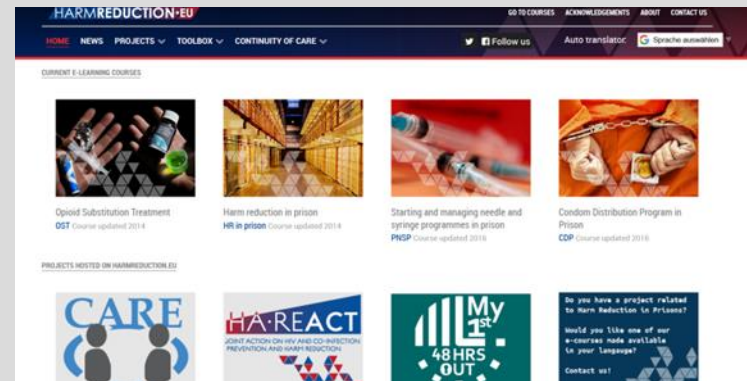 HARMREDUCTION·EU
GO TO COURSES ACKNOWLEDGEMENTS ABOUT CONTACT US
HOME NEWS PROJECTS TOOLBOX CONTINUITY OF CARE Follow us Auto translator: G Sprache auswählen
CURRENT E-LEARNING COURSES
Opioid Substitution Treatment
OST Course updated 2014
Harm reduction in prison
HR in prison Course updated 2014
Starting and managing needle and
syringe programmes in prison
PNSP Course updated 2016
Condom Distribution Program in
Prison
CDP Course updated 2016
PROJECTS HOSTED ON HARMREDUCTION.EU
CARE
HA·REACT
JOINT ACTION ON HIV AND CO-INFECTION
PREVENTION AND HARM REDUCTION
My
1st
48HRS
OUT
Do you have a project related
to Harm Reduction in Prisons?
Would you like one of our
e-courses made available
in your langauge?
Contact us!